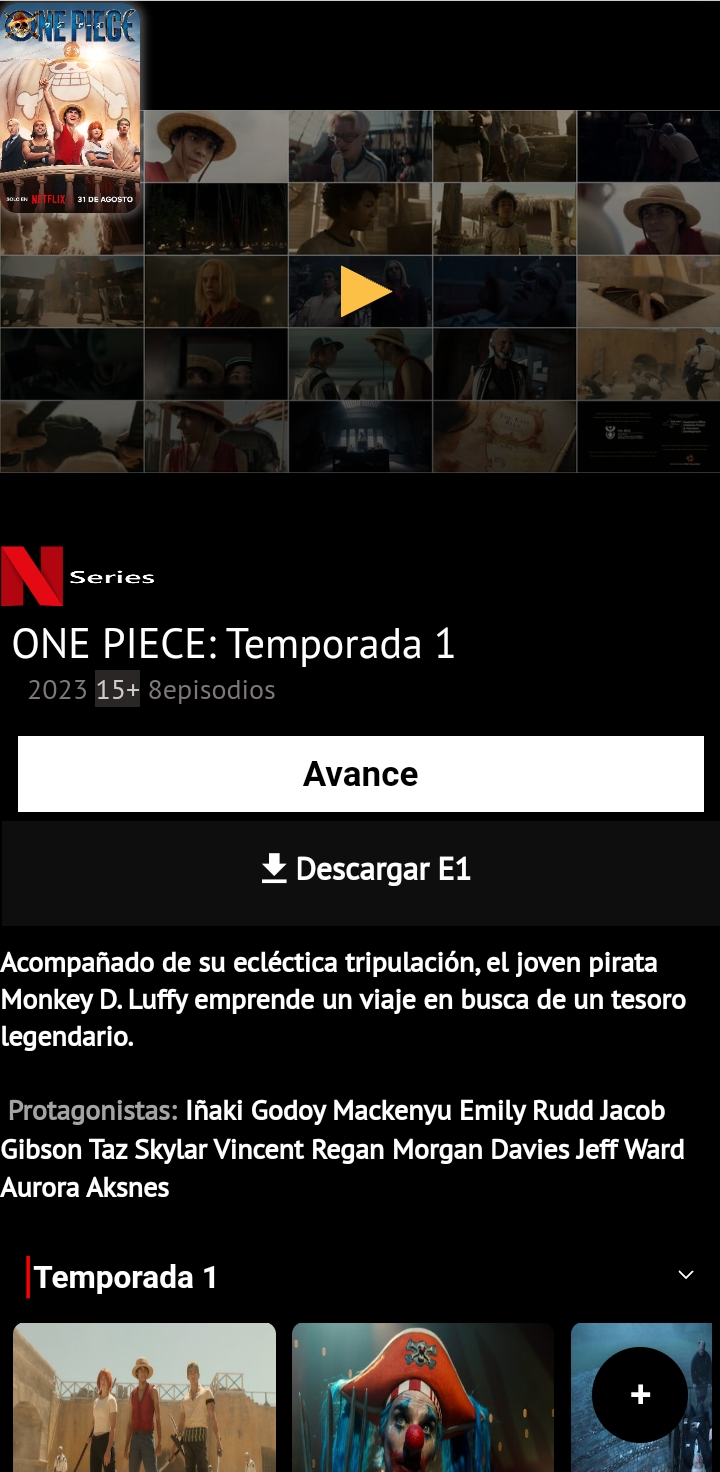 ONE PIECE
SOLO EN NETFLIX 31 DE AGOSTO
Series
ONE PIECE: Temporada 1
2023 15+ 8episodios
Avance
Descargar E1
Acompañado de su ecléctica tripulación, el joven pirata
Monkey D. Luffy emprende un viaje en busca de un tesoro
legendario.
Protagonistas: Iñaki Godoy Mackenyu Emily Rudd Jacob
Gibson Taz Skylar Vincent Regan Morgan Davies Jeff Ward
Aurora Aksnes
Temporada 1
+